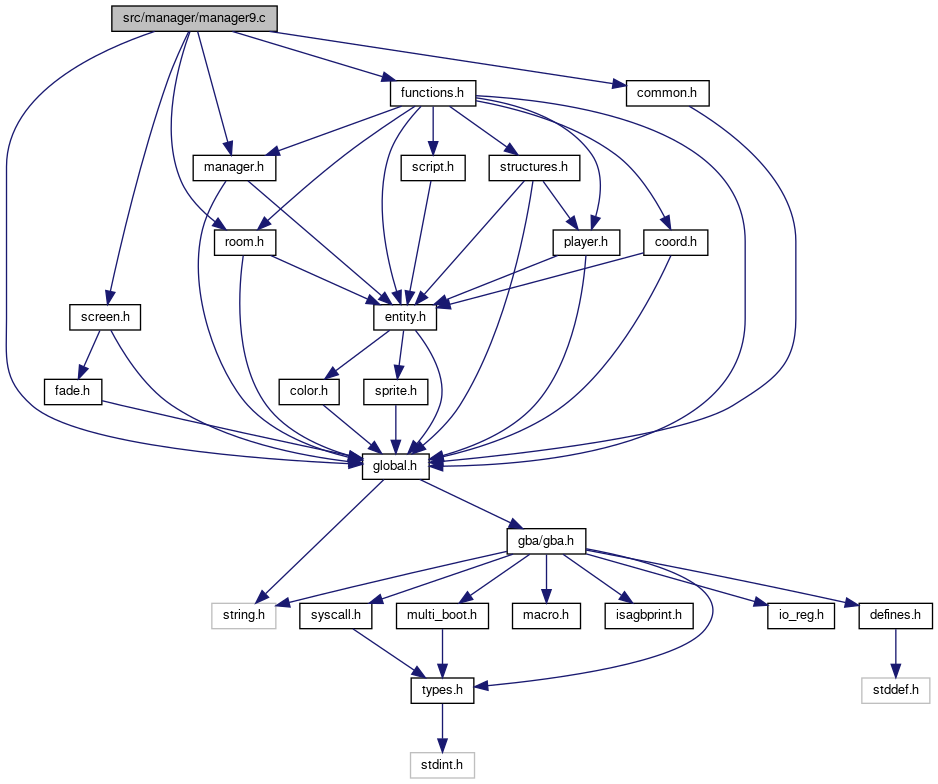 src/manager/manager9.c
functions.h
common.h
manager.h
script.h
structures.h
room.h
player.h
coord.h
screen.h
entity.h
fade.h
color.h
sprite.h
global.h
gba/gba.h
string.h
syscall.h
multi_boot.h
macro.h
isagbprint.h
io_reg.h
defines.h
types.h
stddef.h
stdint.h